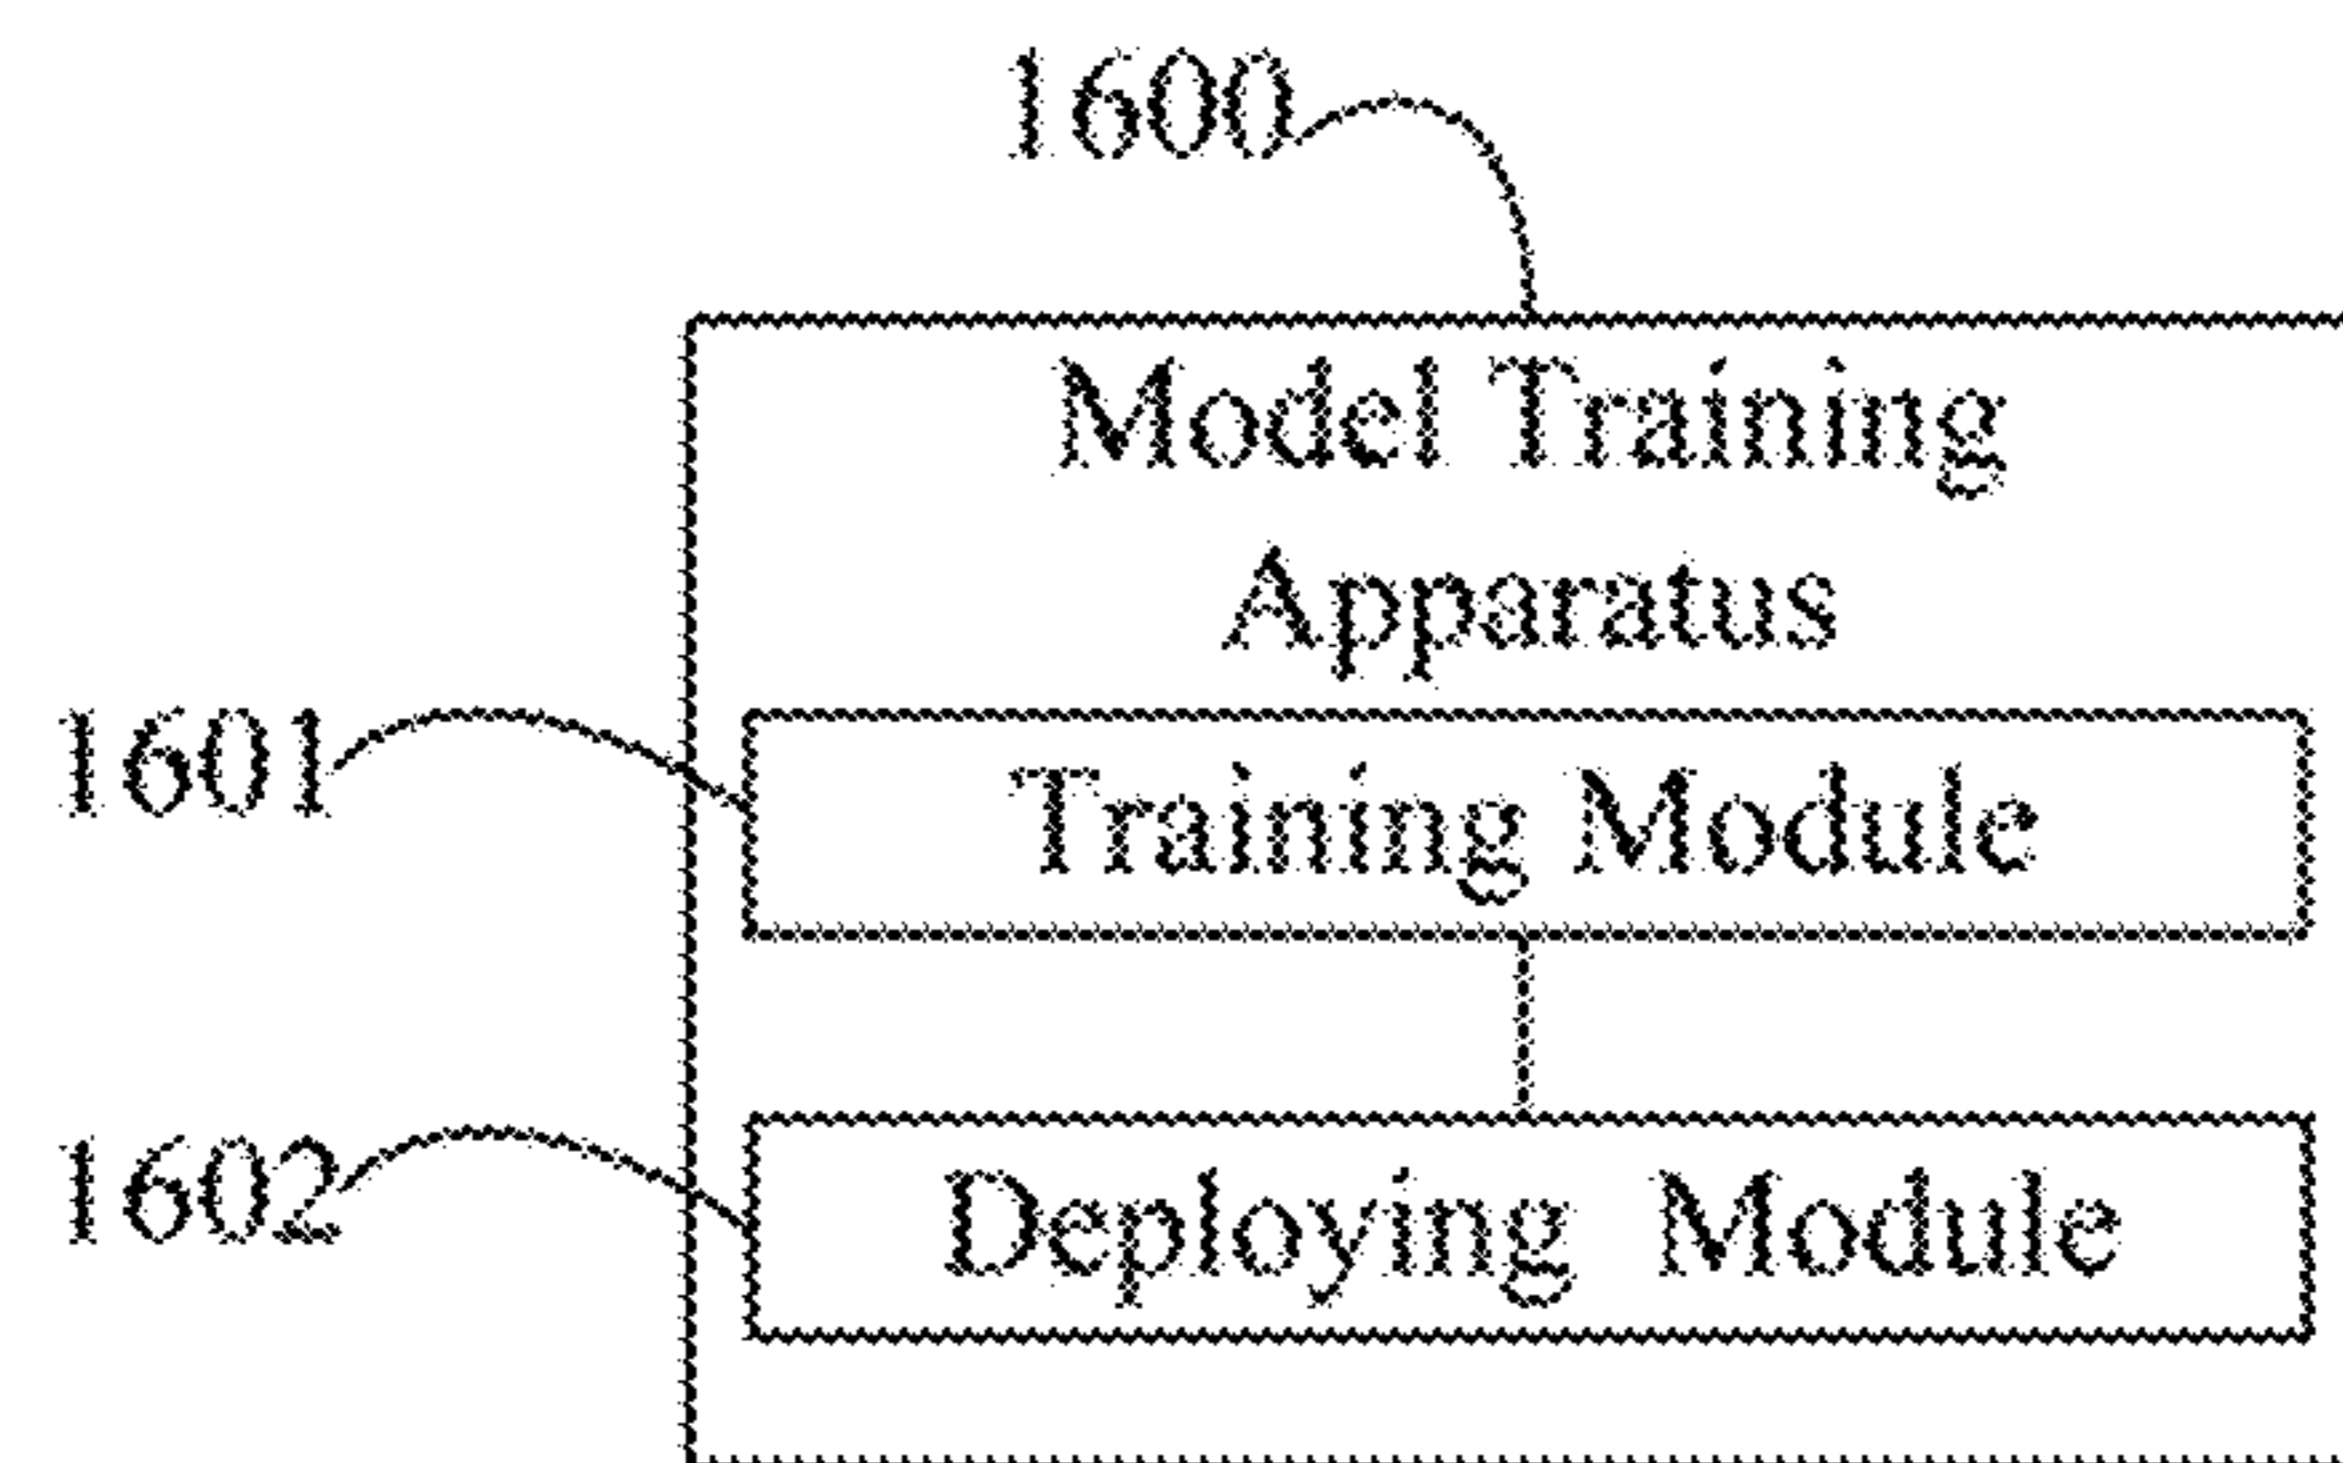 1600
Model Training
Apparatus
1601
Training Module
1602
Deploying Module